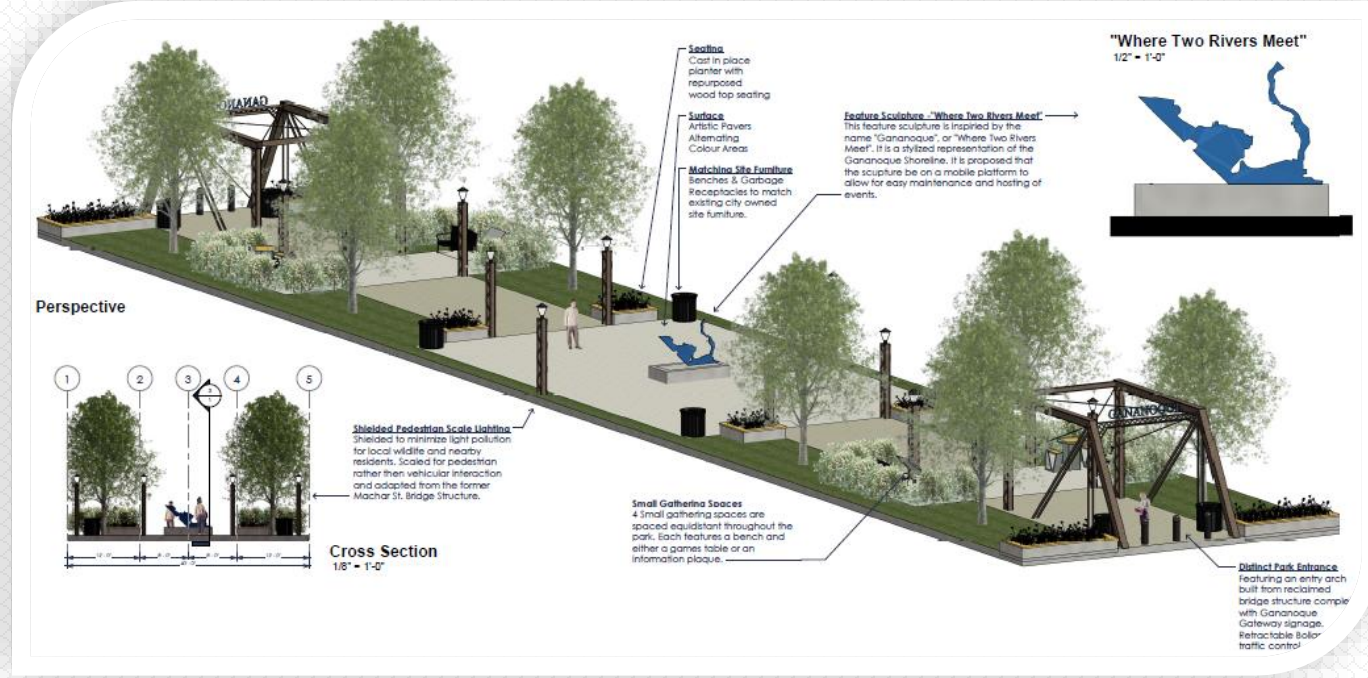 GANANO
Seating
Cast in place
planter with
repurposed
wood top seating
Surface
Artistic Pavers
Alternating
Colour Areas
Matching Site Furniture
Benches & Garbage
Receptacles to match
existing city owned
site furniture.
Feature Sculpture -"Where Two Rivers Meet"
This feature sculpture is inspiried by the
name "Gananoque", or "Where Two Rivers
Meet". It is a stylized representation of the
Gananoque Shoreline. It is proposed that
the scupture be on a mobile platform to
allow for easy maintenance and hosting of
events.
"Where Two Rivers Meet"
1/2" = 1'-0"
Perspective
1
2
3
4
5
Shielded Pedestrian Scale Lighting
Shielded to minimize light pollution
for local wildlife and nearby
residents. Scaled for pedestrian
rather then vehicular interaction
and adapted from the former
Machar St. Bridge Structure.
Cross Section
1/8" = 1'-0"
Small Gathering Spaces
4 Small gathering spaces are
spaced equidistant throughout the
park. Each features a bench and
either a games table or an
information plaque.
GANANOQUE
Distinct Park Entrance
Featuring an entry arch
built from reclaimed
bridge structure comple
with Gananoque
Gateway signage.
Retractable Bollar
traffic control